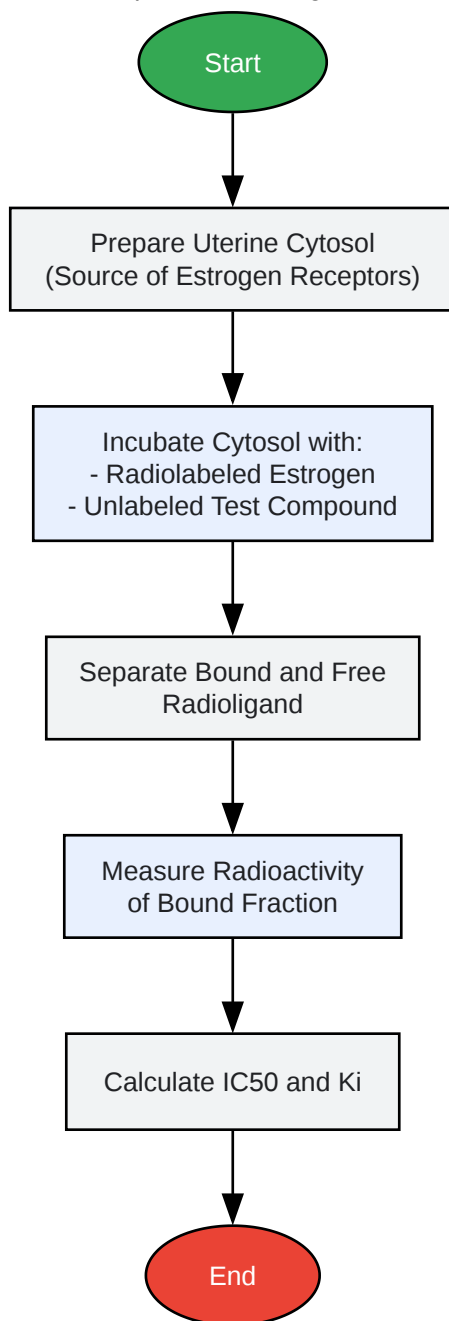 Start
Prepare Uterine Cytosol
(Source of Estrogen Receptors)
Incubate Cytosol with:
- Radiolabeled Estrogen
- Unlabeled Test Compound
Separate Bound and Free
Radioligand
Measure Radioactivity
of Bound Fraction
Calculate IC50 and Ki
End